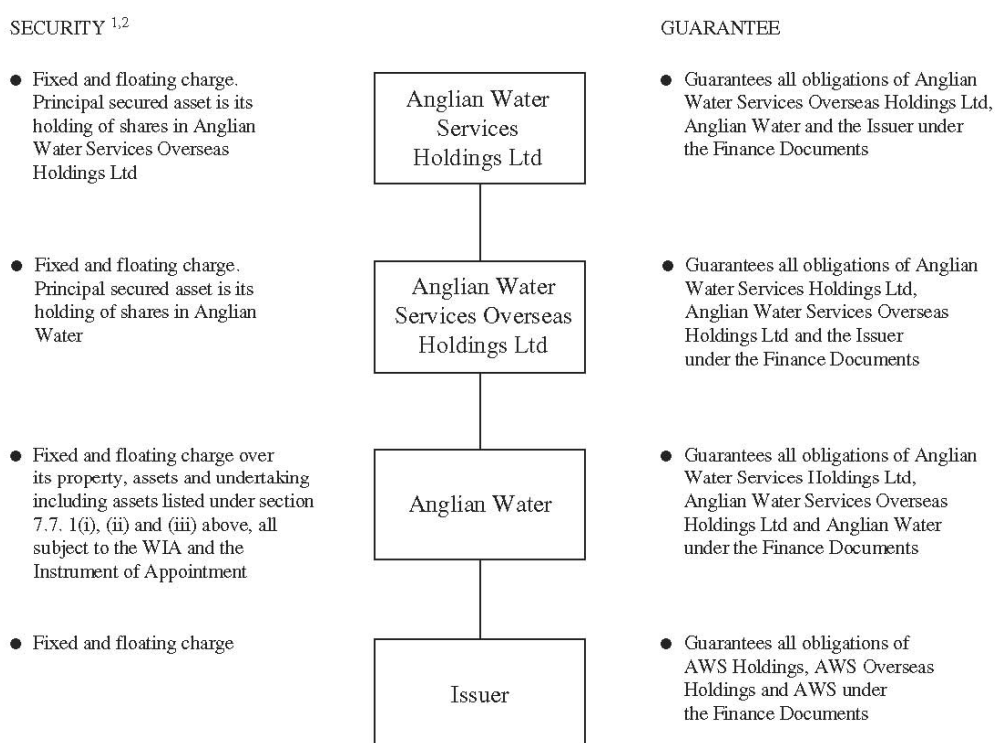 SECURITY 1,2
GUARANTEE
● Fixed and floating charge.
Principal secured asset is its
holding of shares in Anglian
Water Services Overseas
Holdings Ltd
Anglian Water
Services
Holdings Ltd
● Guarantees all obligations of Anglian
Water Services Overseas Holdings Ltd,
Anglian Water and the Issuer under
the Finance Documents
● Fixed and floating charge.
Principal secured asset is its
holding of shares in Anglian
Water
Anglian Water
Services Overseas
Holdings Ltd
● Guarantees all obligations of Anglian
Water Services Holdings Ltd,
Anglian Water Services Overseas
Holdings Ltd and the Issuer
under the Finance Documents
● Fixed and floating charge over
its property, assets and undertaking
including assets listed under section
7.7. 1(i), (ii) and (iii) above, all
subject to the WIA and the
Instrument of Appointment
Anglian Water
● Guarantees all obligations of Anglian
Water Services Holdings Ltd,
Anglian Water Services Overseas
Holdings Ltd and Anglian Water
under the Finance Documents
● Fixed and floating charge
Issuer
● Guarantees all obligations of
AWS Holdings, AWS Overseas
Holdings and AWS under
the Finance Documents